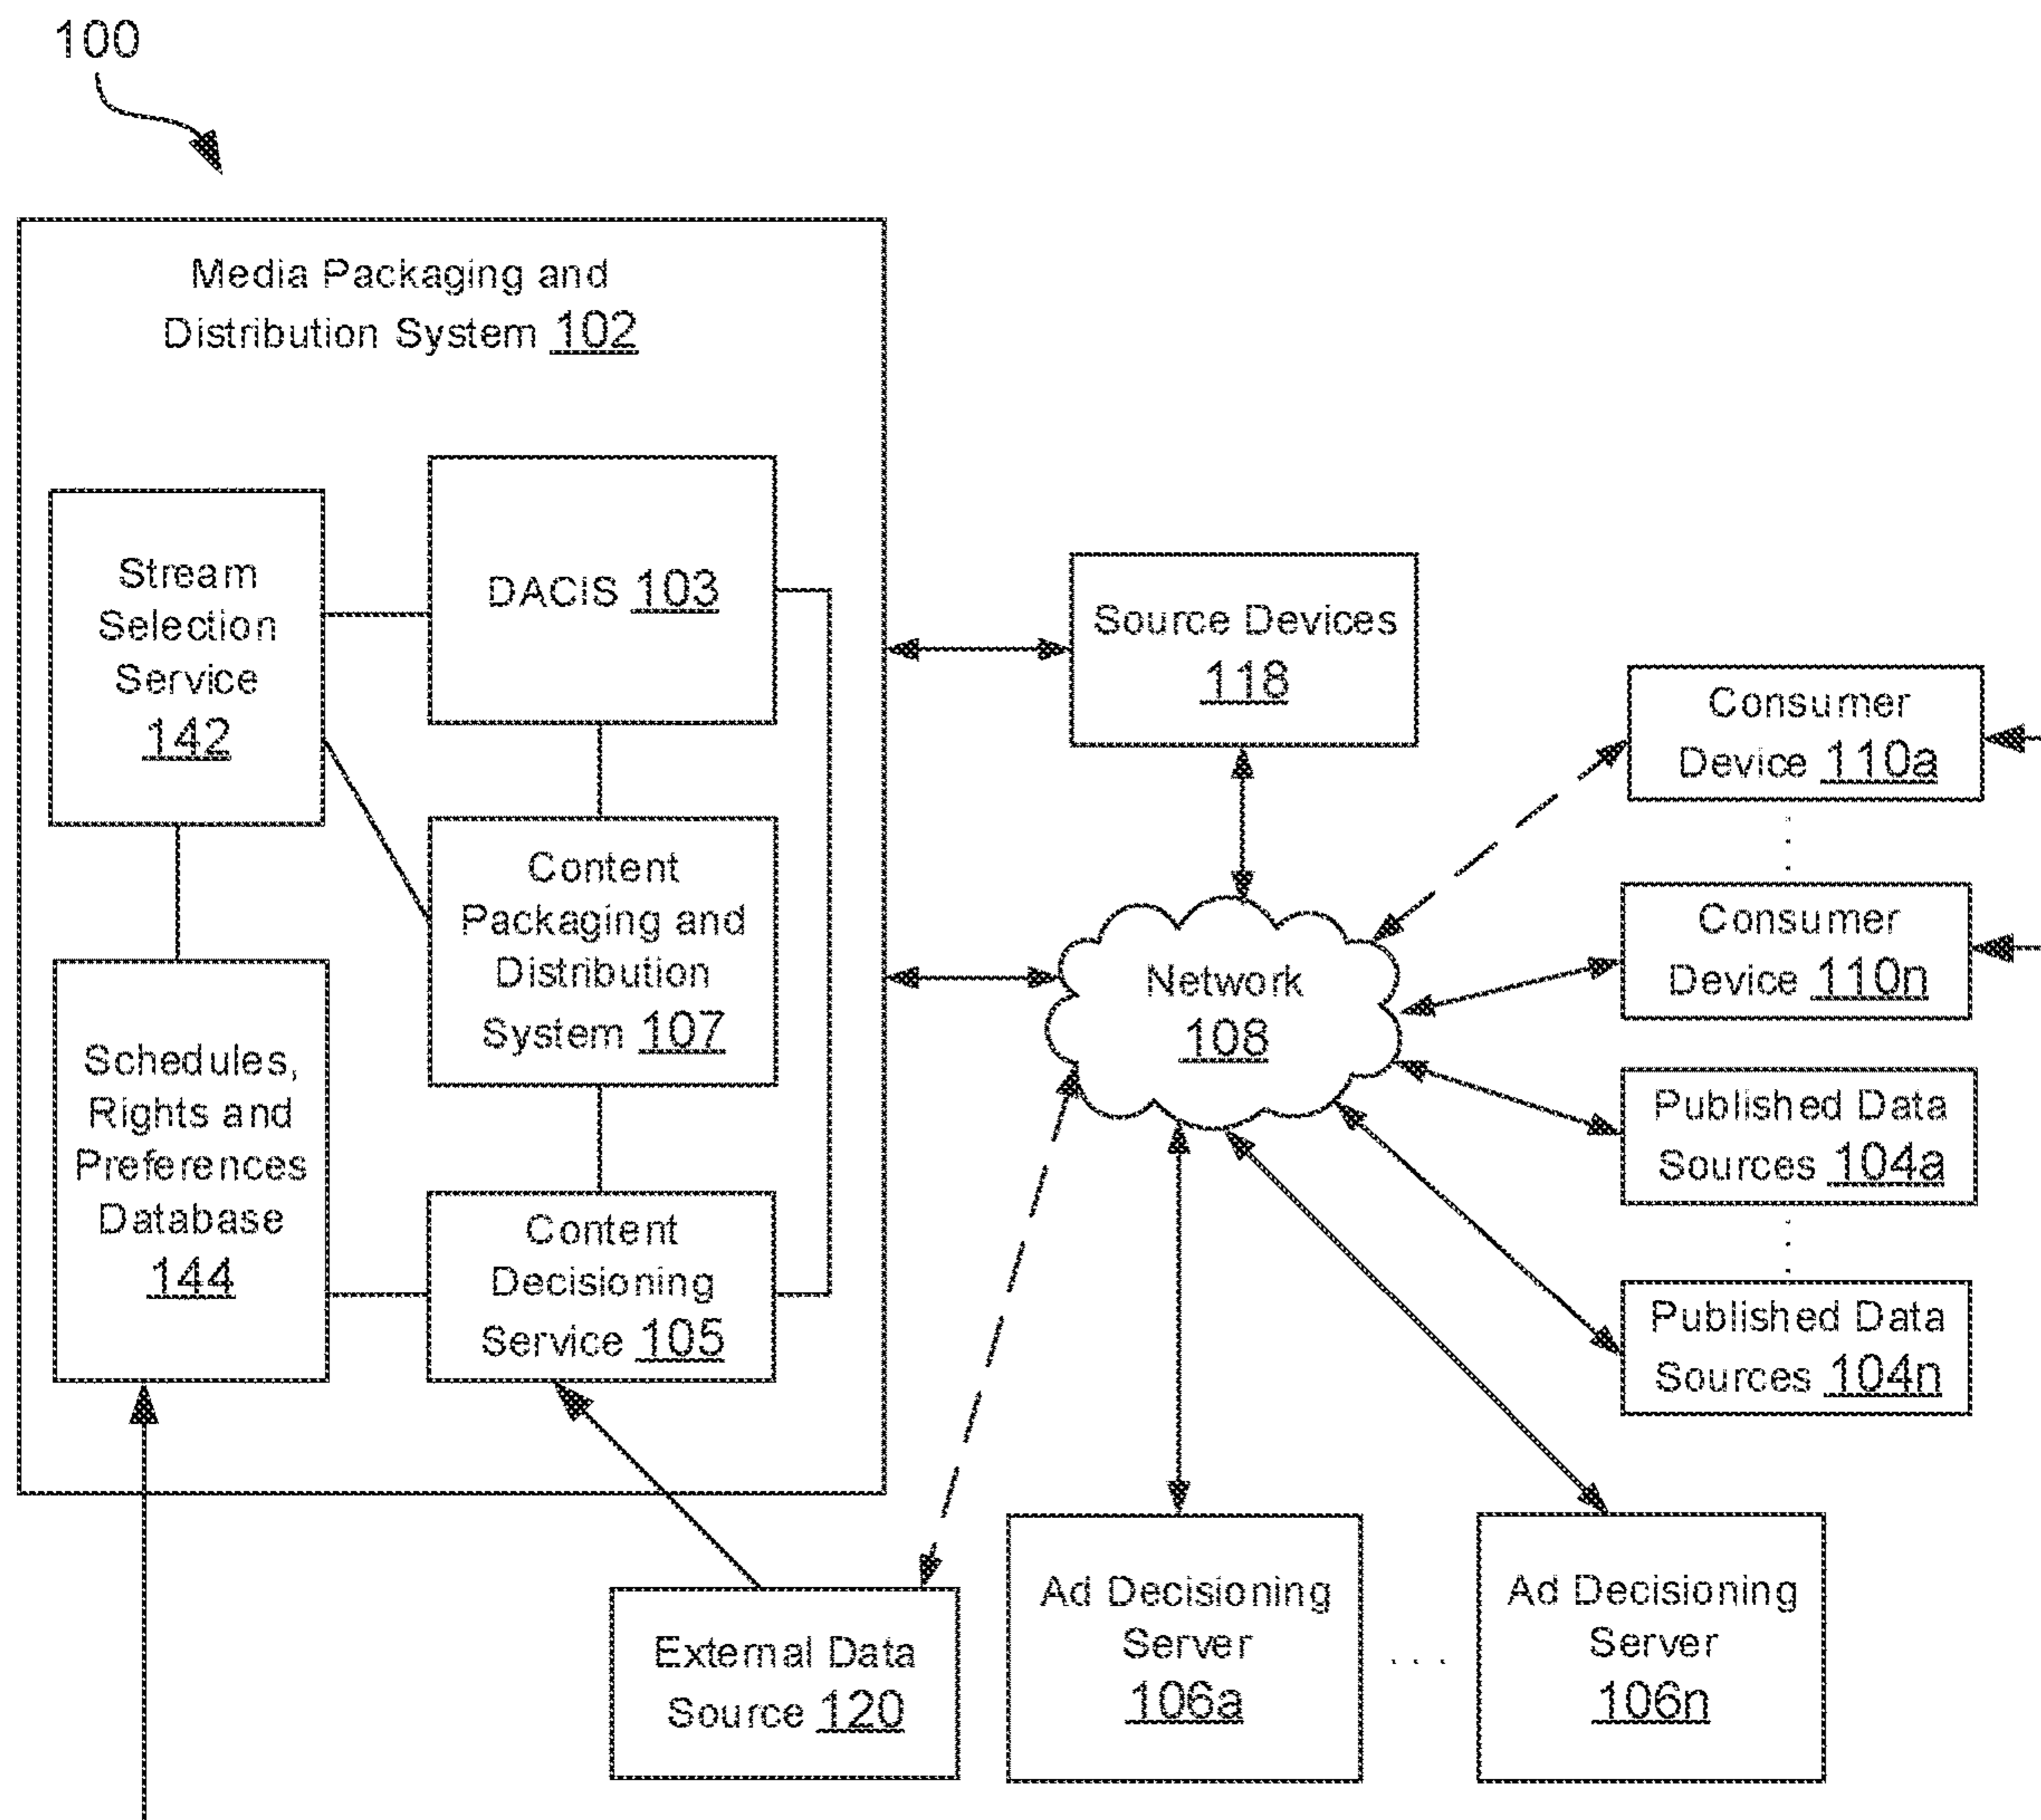 100
Media Packaging and
Distribution System 102
Stream
Selection
Service
142
DACIS 103
Content
Packaging and
Distribution
System 107
Schedules,
Rights and
Preferences
Database
144
Content
Decisioning
Service 105
Source Devices
118
Network
108
Consumer
Device 110a
Consumer
Device 110n
Published Data
Sources 104a
Published Data
Sources 104n
External Data
Source 120
Ad Decisioning
Server
106a
. . .
Ad Decisioning
Server
106n